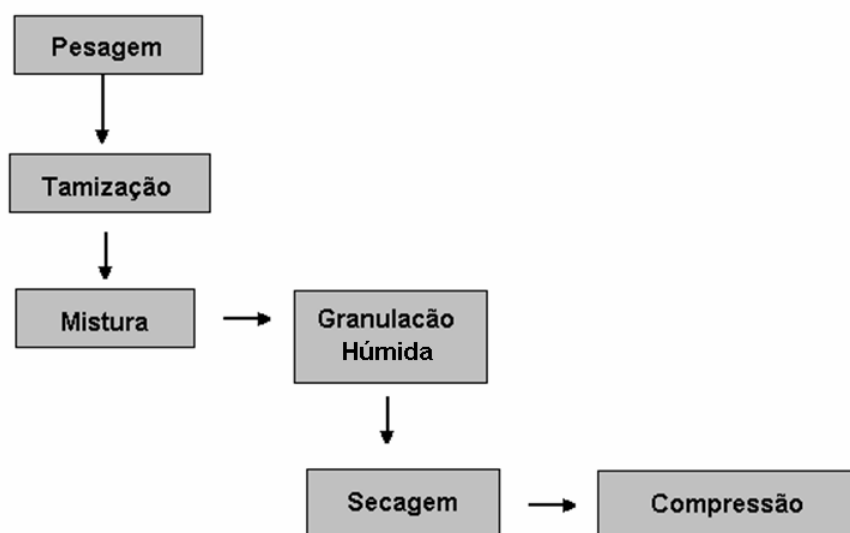 Pesagem
Tamização
Mistura
Granulacão
Húmida
Secagem
Compressão